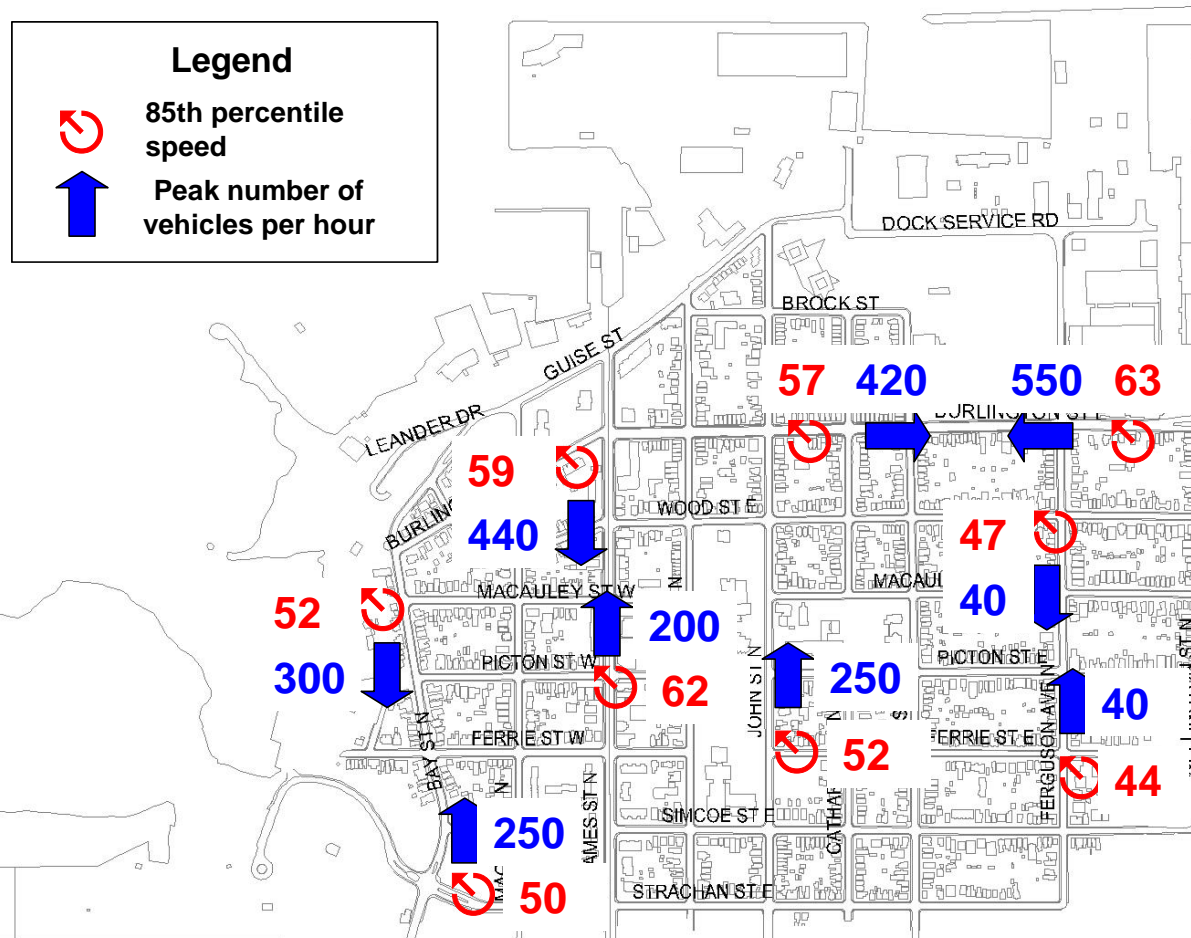 Legend
85th percentile
speed
Peak number of
vehicles per hour
DOCK SERVICE RD
BROCK ST
GUISE ST
57 420 550 63
LEANDER DR
59
WOOD ST E
440
47
MACAULEY ST W
40
52
200
PICTON ST W
PICTON ST E
300
62
JOHN ST N
250
40
FERRIE ST W
BAY ST N
52
FERGUSON AVE N
44
250
SIMCOE ST E
50
STRACHAN ST E